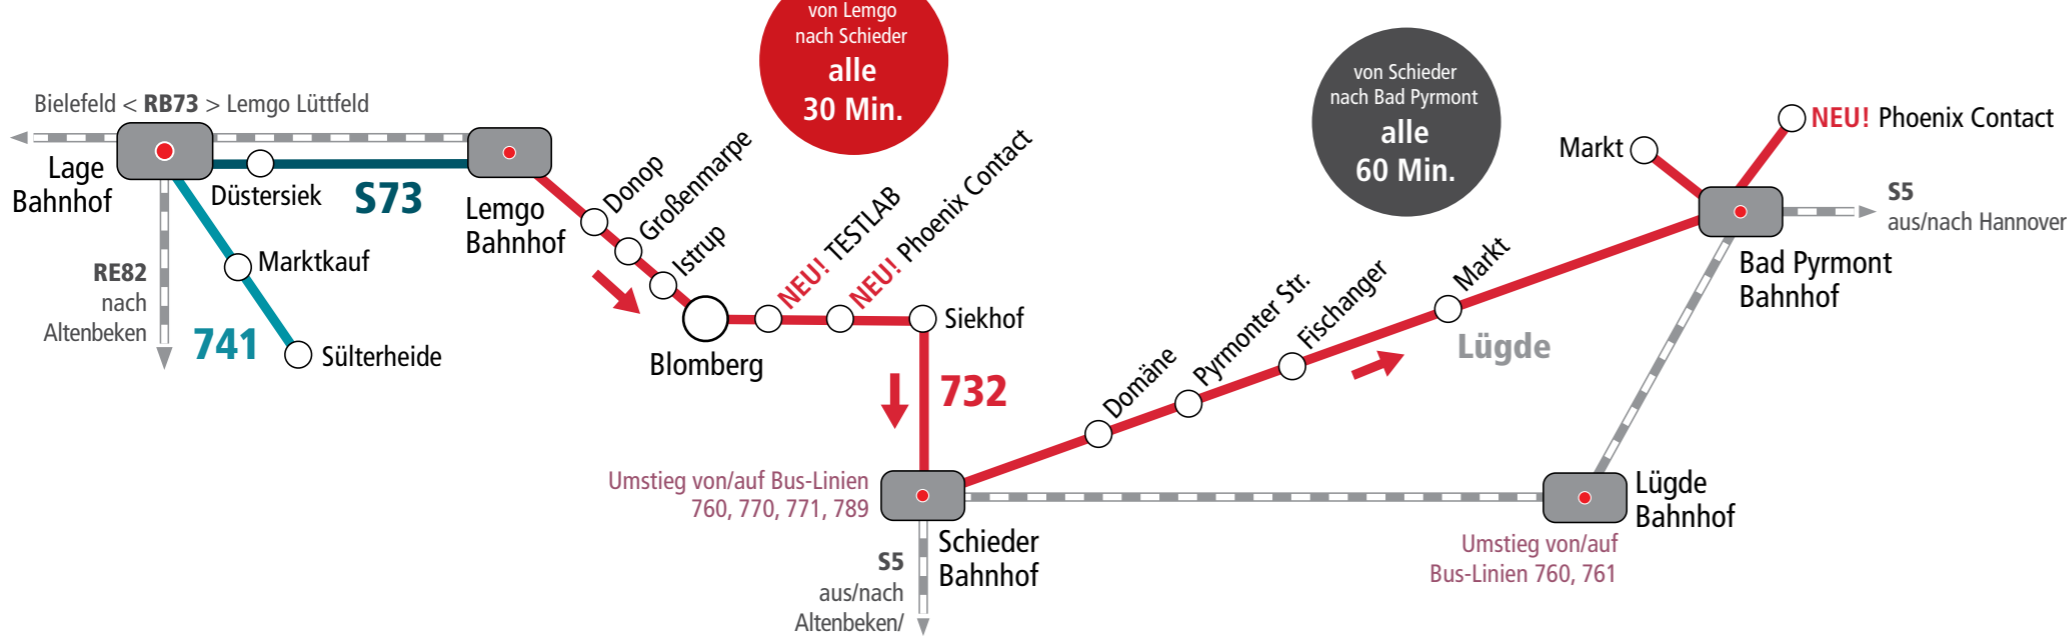 von Lemgo
nach Schieder
alle
30 Min.
von Schieder
nach Bad Pyrmont
alle
60 Min.
Bielefeld < RB73 > Lemgo Lüttfeld
Lage
Bahnhof
Düstersiek
S73
Lemgo
Bahnhof
RE82
nach
Altenbeken
Marktkauf
741
Sülterheide
Donop
Großenmarpe
Istrup
Blomberg
NEU! TESTLAB
NEU! Phoenix Contact
Siekhof
732
Umstieg von/auf Bus-Linien
760, 770, 771, 789
Schieder
Bahnhof
S5
aus/nach
Altenbeken/
Domäne
Pyrmonter Str.
Fischanger
Markt
Lügde
Markt
NEU! Phoenix Contact
S5
aus/nach Hannover
Bad Pyrmont
Bahnhof
Lügde
Bahnhof
Umstieg von/auf
Bus-Linien 760, 761